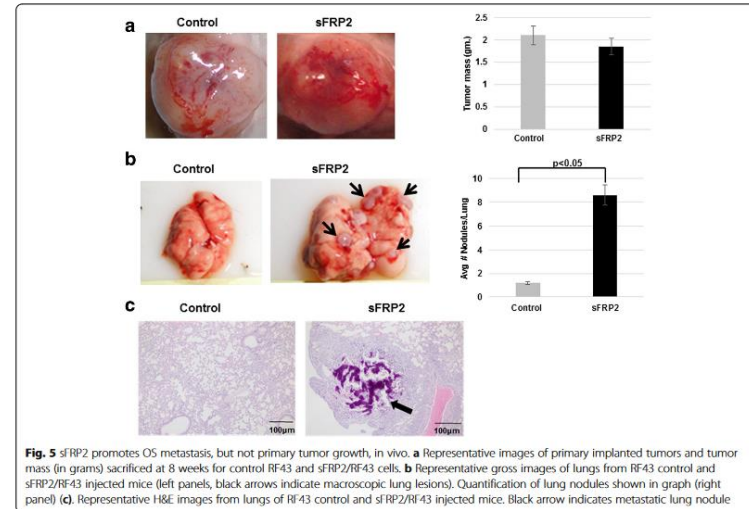 a
Control
sFRP2
Tumor mass (gm.)
2.5
2
1.5
1
0.5
0
Control
sFRP2
b
Control
sFRP2
p<0.05
Avg # Nodules/Lung
10
8
6
4
2
0
Control
sFRP2
c
Control
sFRP2
100µm
100µm
Fig. 5 sFRP2 promotes OS metastasis, but not primary tumor growth, in vivo. a Representative images of primary implanted tumors and tumor
mass (in grams) sacrificed at 8 weeks for control RF43 and sFRP2/RF43 cells. b Representative gross images of lungs from RF43 control and
sFRP2/RF43 injected mice (left panels, black arrows indicate macroscopic lung lesions). Quantification of lung nodules shown in graph (right
panel) (c). Representative H&E images from lungs of RF43 control and sFRP2/RF43 injected mice. Black arrow indicates metastatic lung nodule